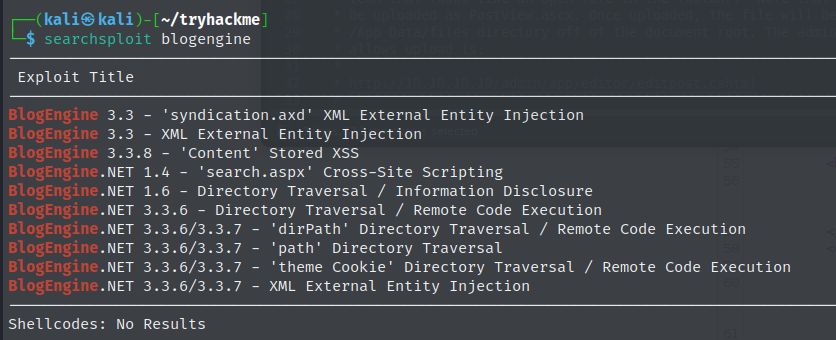 (kali㉿kali)-[~/tryhackme]
$ searchsploit blogengine
Exploit Title
BlogEngine 3.3 - 'syndication.axd' XML External Entity Injection
BlogEngine 3.3 - XML External Entity Injection
BlogEngine 3.3.8 - 'Content' Stored XSS
BlogEngine.NET 1.4 - 'search.aspx' Cross-Site Scripting
BlogEngine.NET 1.6 - Directory Traversal / Information Disclosure
BlogEngine.NET 3.3.6 - Directory Traversal / Remote Code Execution
BlogEngine.NET 3.3.6/3.3.7 - 'dirPath' Directory Traversal / Remote Code Execution
BlogEngine.NET 3.3.6/3.3.7 - 'path' Directory Traversal
BlogEngine.NET 3.3.6/3.3.7 - 'theme Cookie' Directory Traversal / Remote Code Execution
BlogEngine.NET 3.3.6/3.3.7 - XML External Entity Injection
Shellcodes: No Results